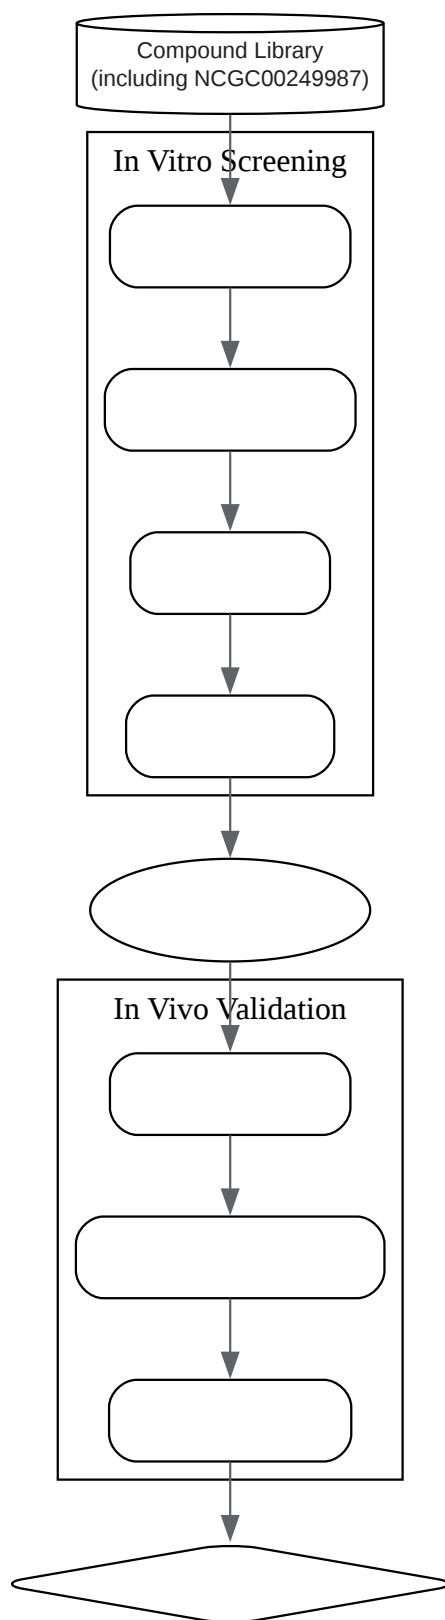 Compound Library
(including NCGC00249987)
In Vitro Screening
In Vivo Validation